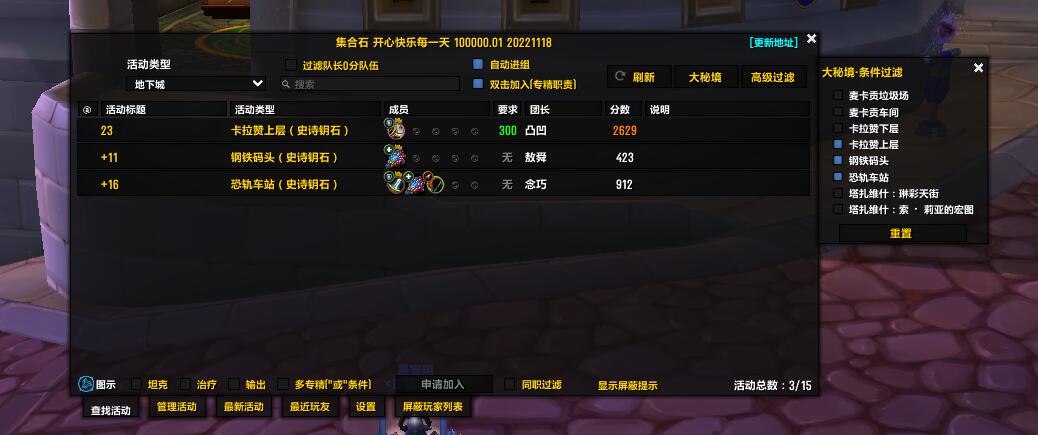 集合石 开心快乐每一天 100000.01 20221118
[更新地址]
活动类型
过滤队长0分队伍
自动进组
地下城
搜索
双击加入(专精职责)
刷新
大秘境
高级过滤
活动标题 活动类型 成员 要求 团长 分数 说明
23 卡拉赞上层（史诗钥石） 300 凸凹 2629
+11 钢铁码头（史诗钥石） 无 敖舜 423
+16 恐轨车站（史诗钥石） 无 念巧 912
大秘境-条件过滤
麦卡贡垃圾场
麦卡贡车间
卡拉赞下层
卡拉赞上层
钢铁码头
恐轨车站
塔扎维什：琳彩天街
塔扎维什：索·莉亚的宏图
重置
图示 坦克 治疗 输出 多专精("或"条件) 申请加入 同职过滤 显示屏蔽提示 活动总数：3/15
查找活动 管理活动 最新活动 最近玩友 设置 屏蔽玩家列表